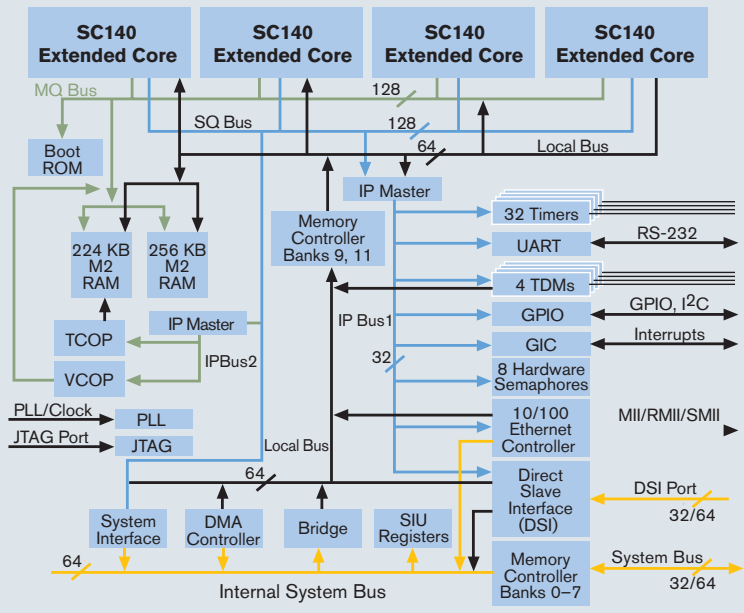 SC140
Extended Core
SC140
Extended Core
SC140
Extended Core
SC140
Extended Core
MQ Bus
128
SQ Bus
128
64
Local Bus
Boot
ROM
IP Master
32 Timers
Memory
Controller
Banks 9, 11
RS-232
UART
224 KB
M2
RAM
256 KB
M2
RAM
4 TDMs
GPIO, I²C
GPIO
IP Master
IP Bus1
TCOP
Interrupts
GIC
IPBus2
32
8 Hardware
Semaphores
VCOP
PLL/Clock
PLL
10/100
Ethernet
Controller
MII/RMII/SMII
JTAG Port
JTAG
Local Bus
64
Direct
Slave
Interface
(DSI)
DSI Port
32/64
System
Interface
DMA
Controller
Bridge
SIU
Registers
64
Internal System Bus
Memory
Controller
Banks 0–7
System Bus
32/64